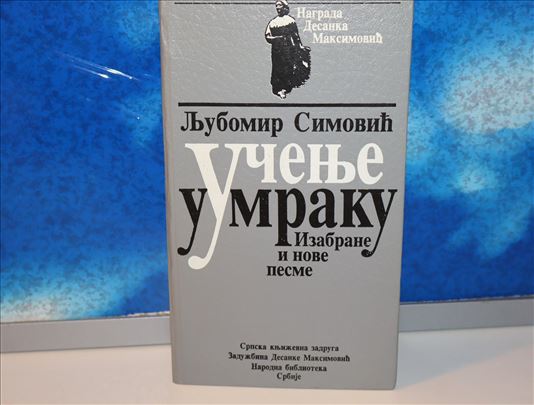 Награда
Десанка
Максимовић
Љубомир Симовић
учење
у мраку
Изабране
и нове
песме
Српска књижевна задруга
Задужбина Десанке Максимовић
Народна библиотека
Србије